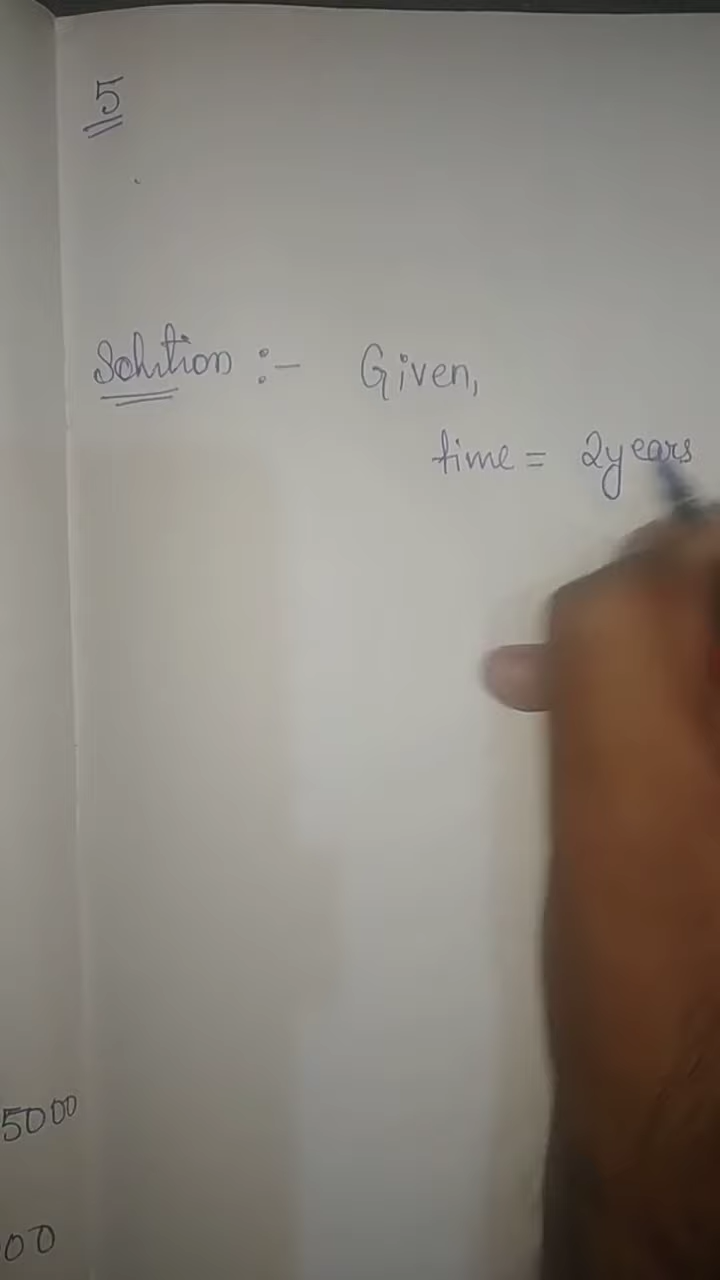 5
Solution :- Given,
time = 2years
5000
00